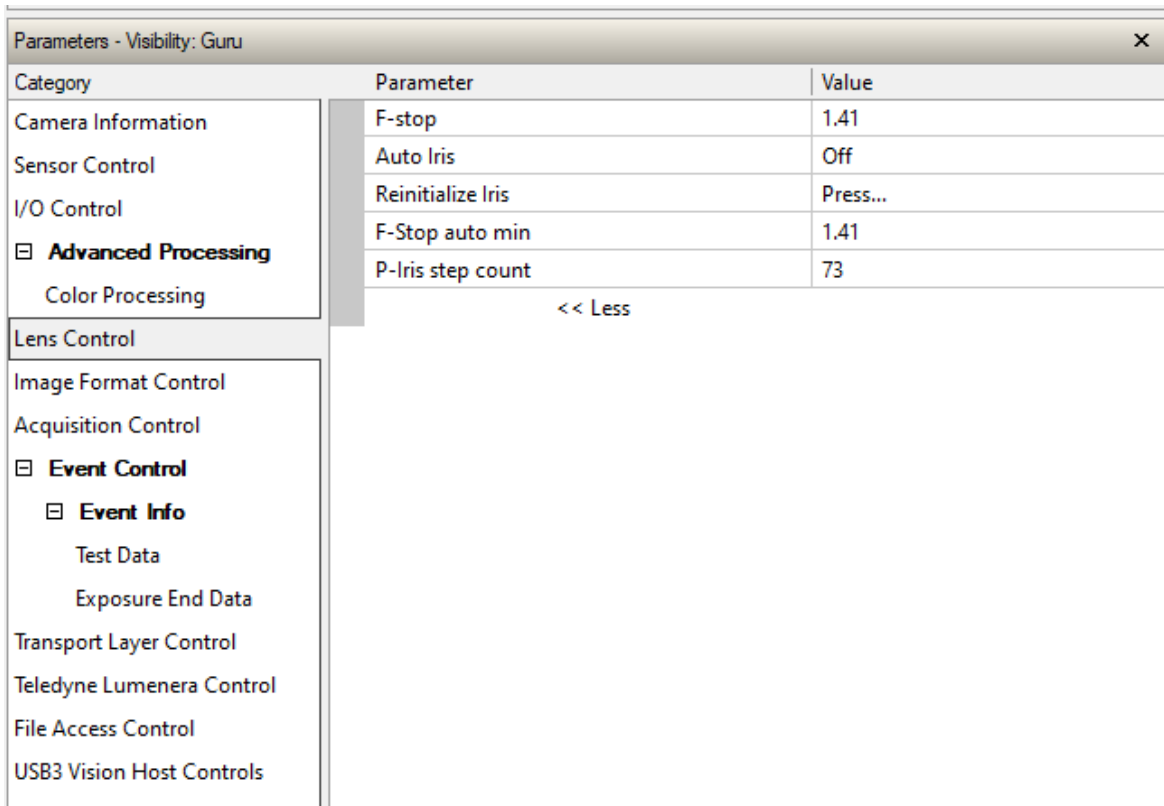 Parameters - Visibility: Guru
Category Parameter Value
Camera Information
Sensor Control
I/O Control
Advanced Processing
Color Processing
Lens Control
Image Format Control
Acquisition Control
Event Control
Event Info
Test Data
Exposure End Data
Transport Layer Control
Teledyne Lumenera Control
File Access Control
USB3 Vision Host Controls
F-stop 1.41
Auto Iris Off
Reinitialize Iris Press...
F-Stop auto min 1.41
P-Iris step count 73
<< Less